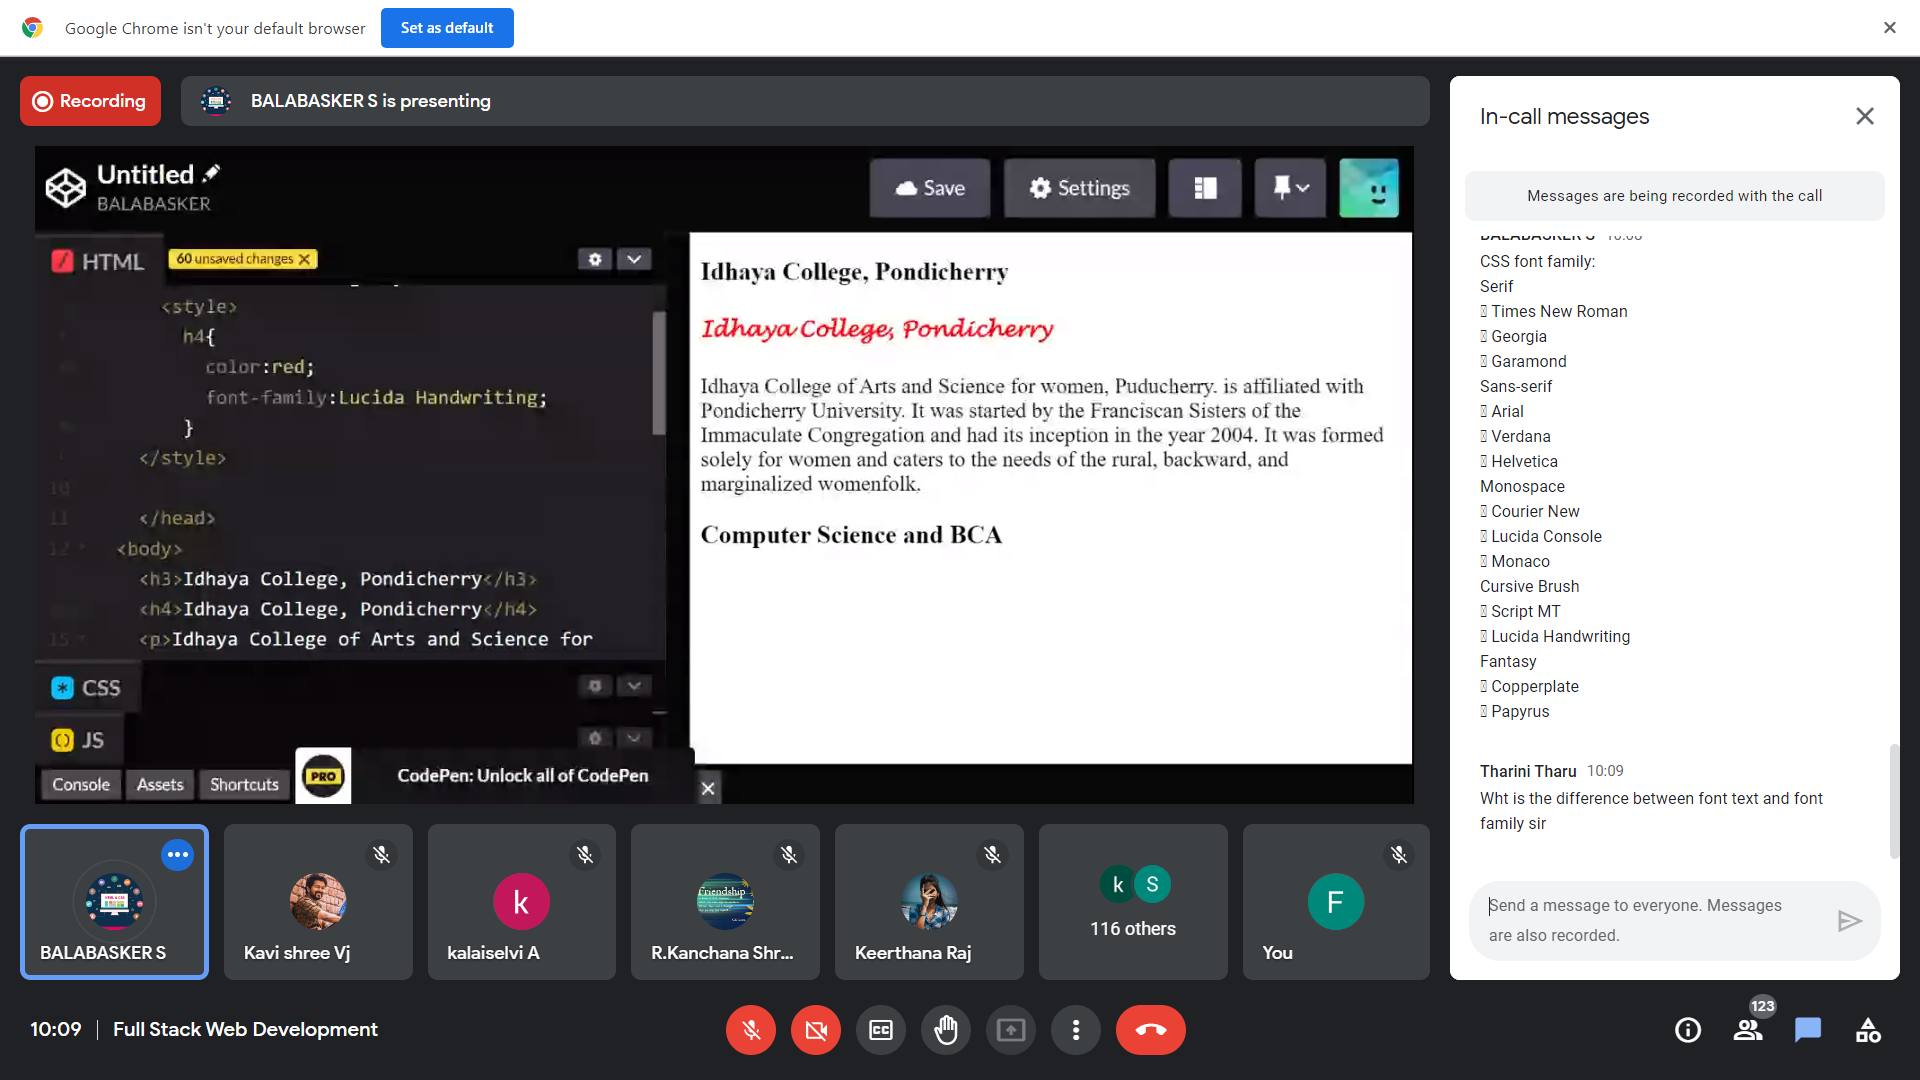 Google Chrome isn't your default browser
Set as default
Recording
BALABASKER S is presenting
Untitled
BALABASKER
Save
Settings
HTML
60 unsaved changes
<style>
h4{
color:red;
font-family:Lucida Handwriting;
}
</style>
10
11
</head>
12
<body>
<h3>Idhaya College, Pondicherry</h3>
<h4>Idhaya College, Pondicherry</h4>
15
<p>Idhaya College of Arts and Science for
CSS
JS
Console
Assets
Shortcuts
PRO
CodePen: Unlock all of CodePen
Idhaya College, Pondicherry
Idhaya College, Pondicherry
Idhaya College of Arts and Science for women, Puducherry. is affiliated with
Pondicherry University. It was started by the Franciscan Sisters of the
Immaculate Congregation and had its inception in the year 2004. It was formed
solely for women and caters to the needs of the rural, backward, and
marginalized womenfolk.
Computer Science and BCA
In-call messages
Messages are being recorded with the call
BALABASKER S 10:08
CSS font family:
Serif
Times New Roman
Georgia
Garamond
Sans-serif
Arial
Verdana
Helvetica
Monospace
Courier New
Lucida Console
Monaco
Cursive Brush
Script MT
Lucida Handwriting
Fantasy
Copperplate
Papyrus
Tharini Tharu 10:09
Wht is the difference between font text and font
family sir
Send a message to everyone. Messages
are also recorded.
BALABASKER S
Kavi shree Vj
k
kalaiselvi A
Friendship
R.Kanchana Shr...
Keerthana Raj
k
S
116 others
F
You
10:09
Full Stack Web Development
CC
123